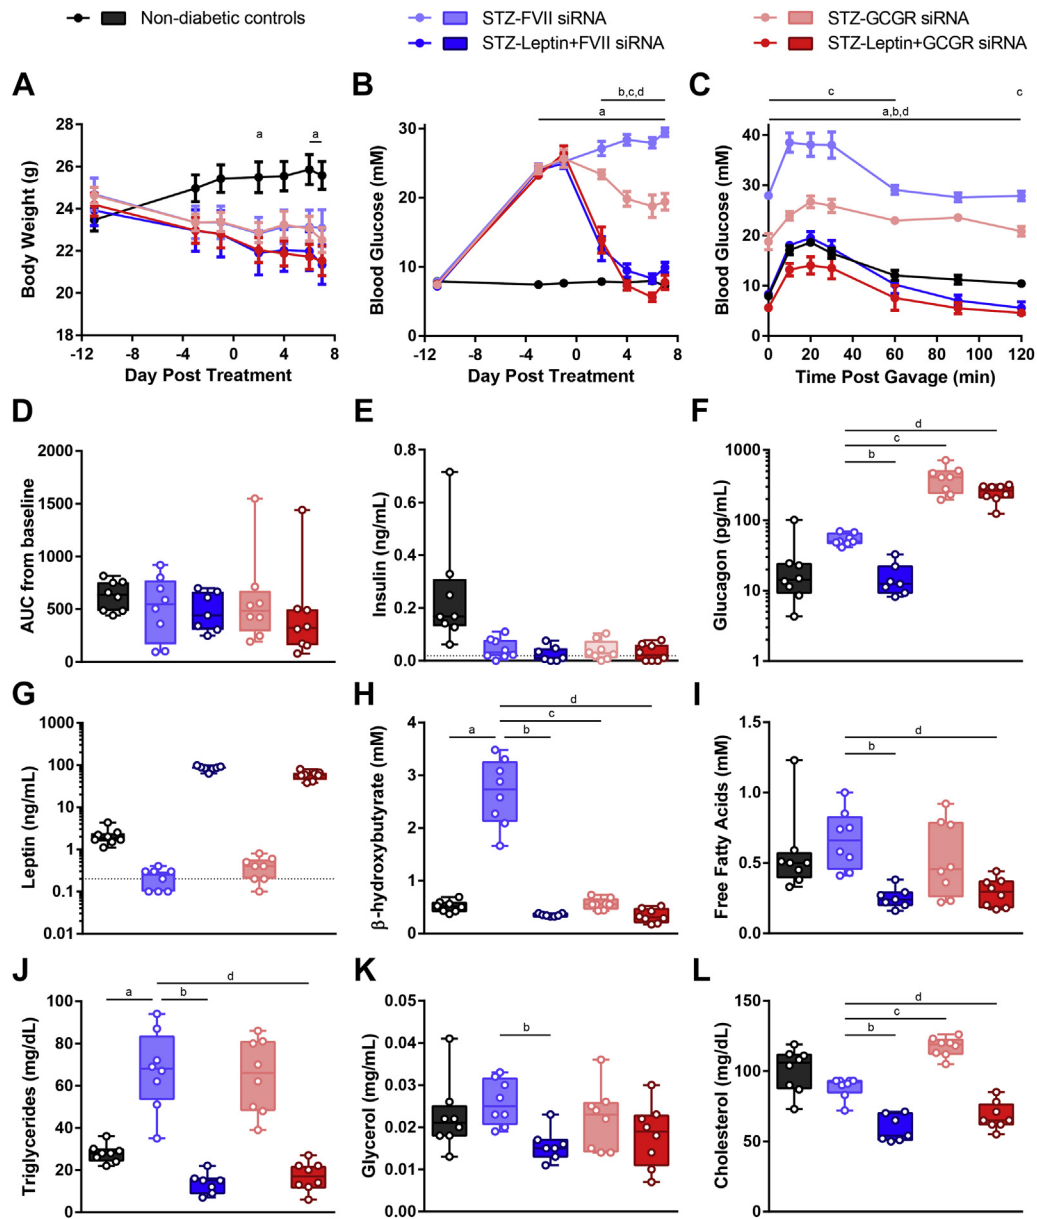 Non-diabetic controls
STZ-FVII siRNA
STZ-GCGR siRNA
STZ-Leptin+FVII siRNA
STZ-Leptin+GCGR siRNA
A
B
C
Body Weight (g)
28
26
24
22
20
18
a
a
-12
-8
-4
0
4
8
Day Post Treatment
Blood Glucose (mM)
30
20
10
0
b,c,d
a
-12
-8
-4
0
4
8
Day Post Treatment
Blood Glucose (mM)
40
30
20
10
0
c
c
a,b,d
0
20
40
60
80
100
120
Time Post Gavage (min)
D
E
F
AUC from baseline
2000
1500
1000
500
0
Insulin (ng/mL)
0.8
0.6
0.4
0.2
0.0
Glucagon (pg/mL)
1000
100
10
1
d
c
b
G
H
I
Leptin (ng/mL)
1000
100
10
1
0.1
0.01
β-hydroxybutyrate (mM)
4
3
2
1
0
d
c
a
b
Free Fatty Acids (mM)
1.5
1.0
0.5
0.0
d
b
J
K
L
Triglycerides (mg/dL)
100
80
60
40
20
0
d
a
b
Glycerol (mg/mL)
0.05
0.04
0.03
0.02
0.01
0.00
b
Cholesterol (mg/dL)
150
100
50
0
d
c
b